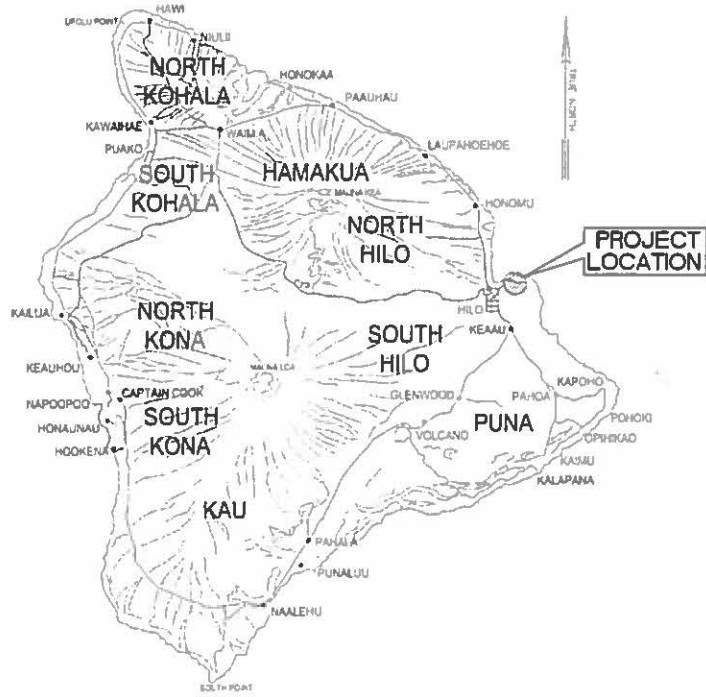 HAWI
UPOLU POINT
NIULII
NORTH
KOHALA
HONOKAA
PAAUHAU
KAWAIHAE
WAIMEA
PUAKO
LAUPAHOEHOE
SOUTH
KOHALA
HAMAKUA
MAUNA KEA
HONOMU
NORTH
HILO
PROJECT
LOCATION
TRUE NORTH
KAILUA
NORTH
KONA
HILO
SOUTH
HILO
KEAAU
KEAUHOU
MAUNA LOA
CAPTAIN COOK
NAPOOPOO
SOUTH
KONA
HONAUNAU
HOOKENA
GLENWOOD
PAHOA
KAPOHO
PUNA
POHOIKI
VOLCANO
OPIHIKAO
KAIMU
KALAPANA
KAU
PAHALA
PUNALUU
NAALEHU
SOUTH POINT